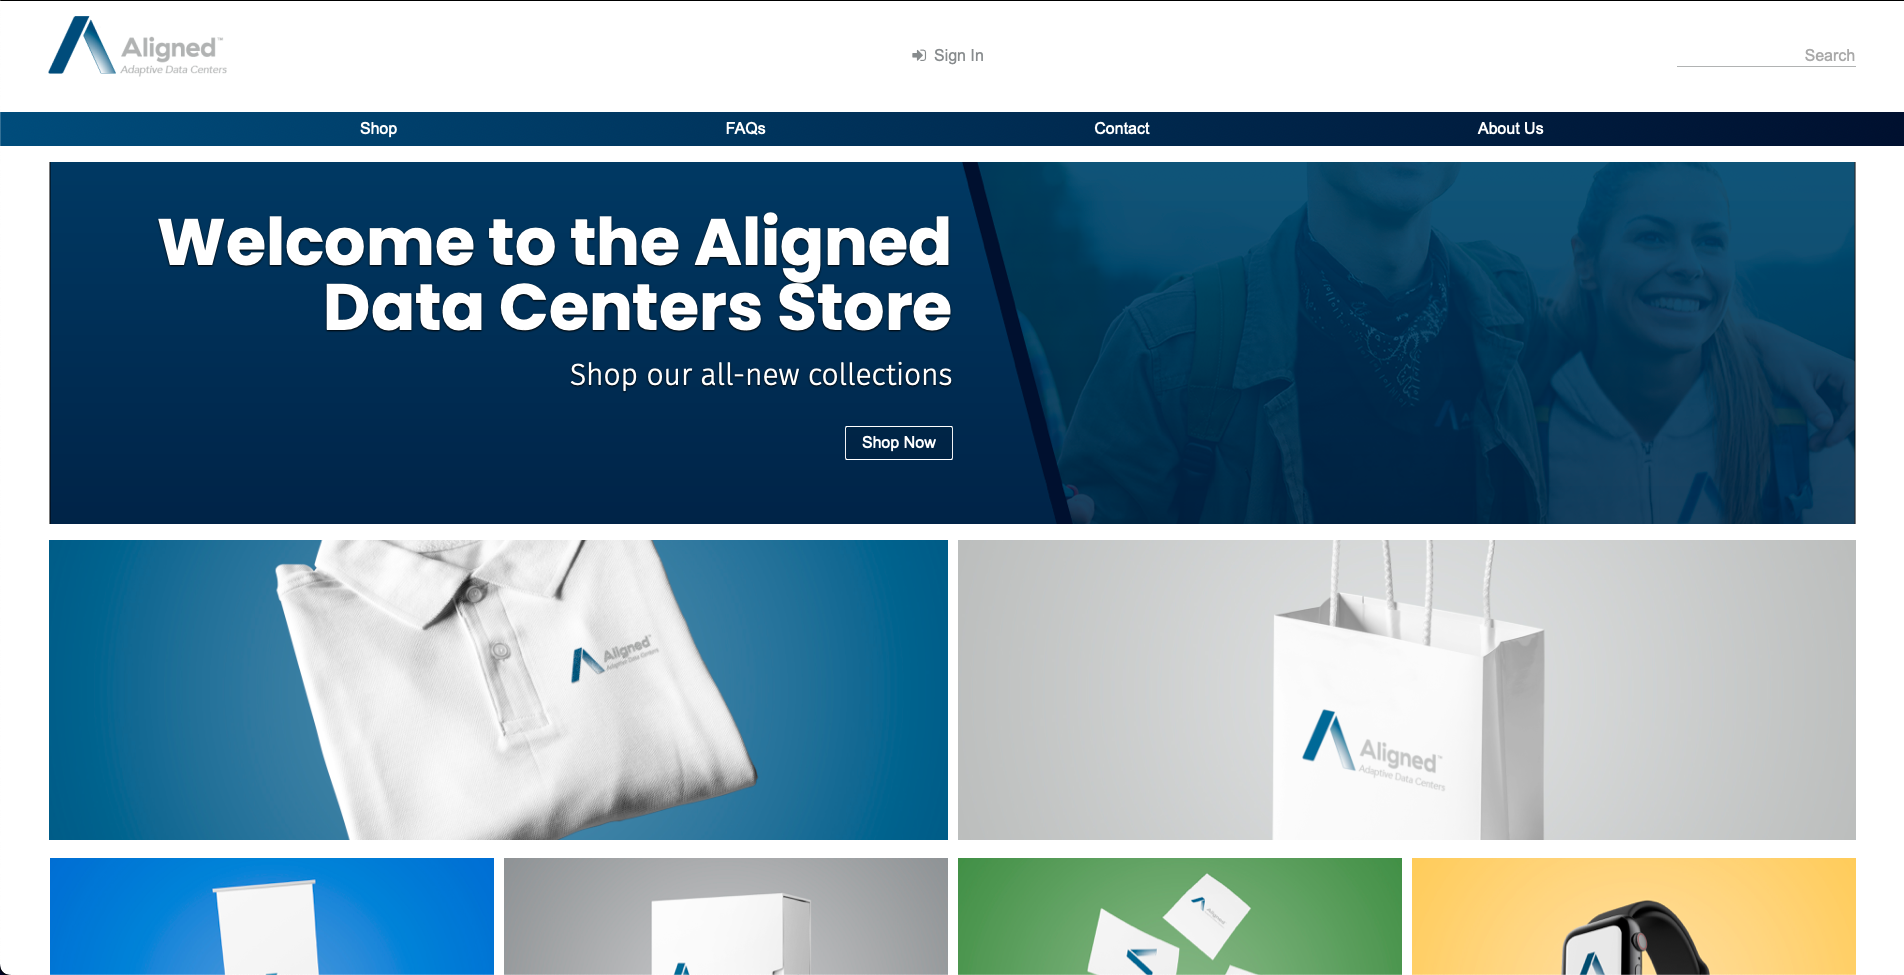 Aligned™
Adaptive Data Centers
Sign In
Search
Shop
FAQs
Contact
About Us
Welcome to the Aligned
Data Centers Store
Shop our all-new collections
Shop Now
Aligned™
Adaptive Data Centers
Aligned™
Adaptive Data Centers